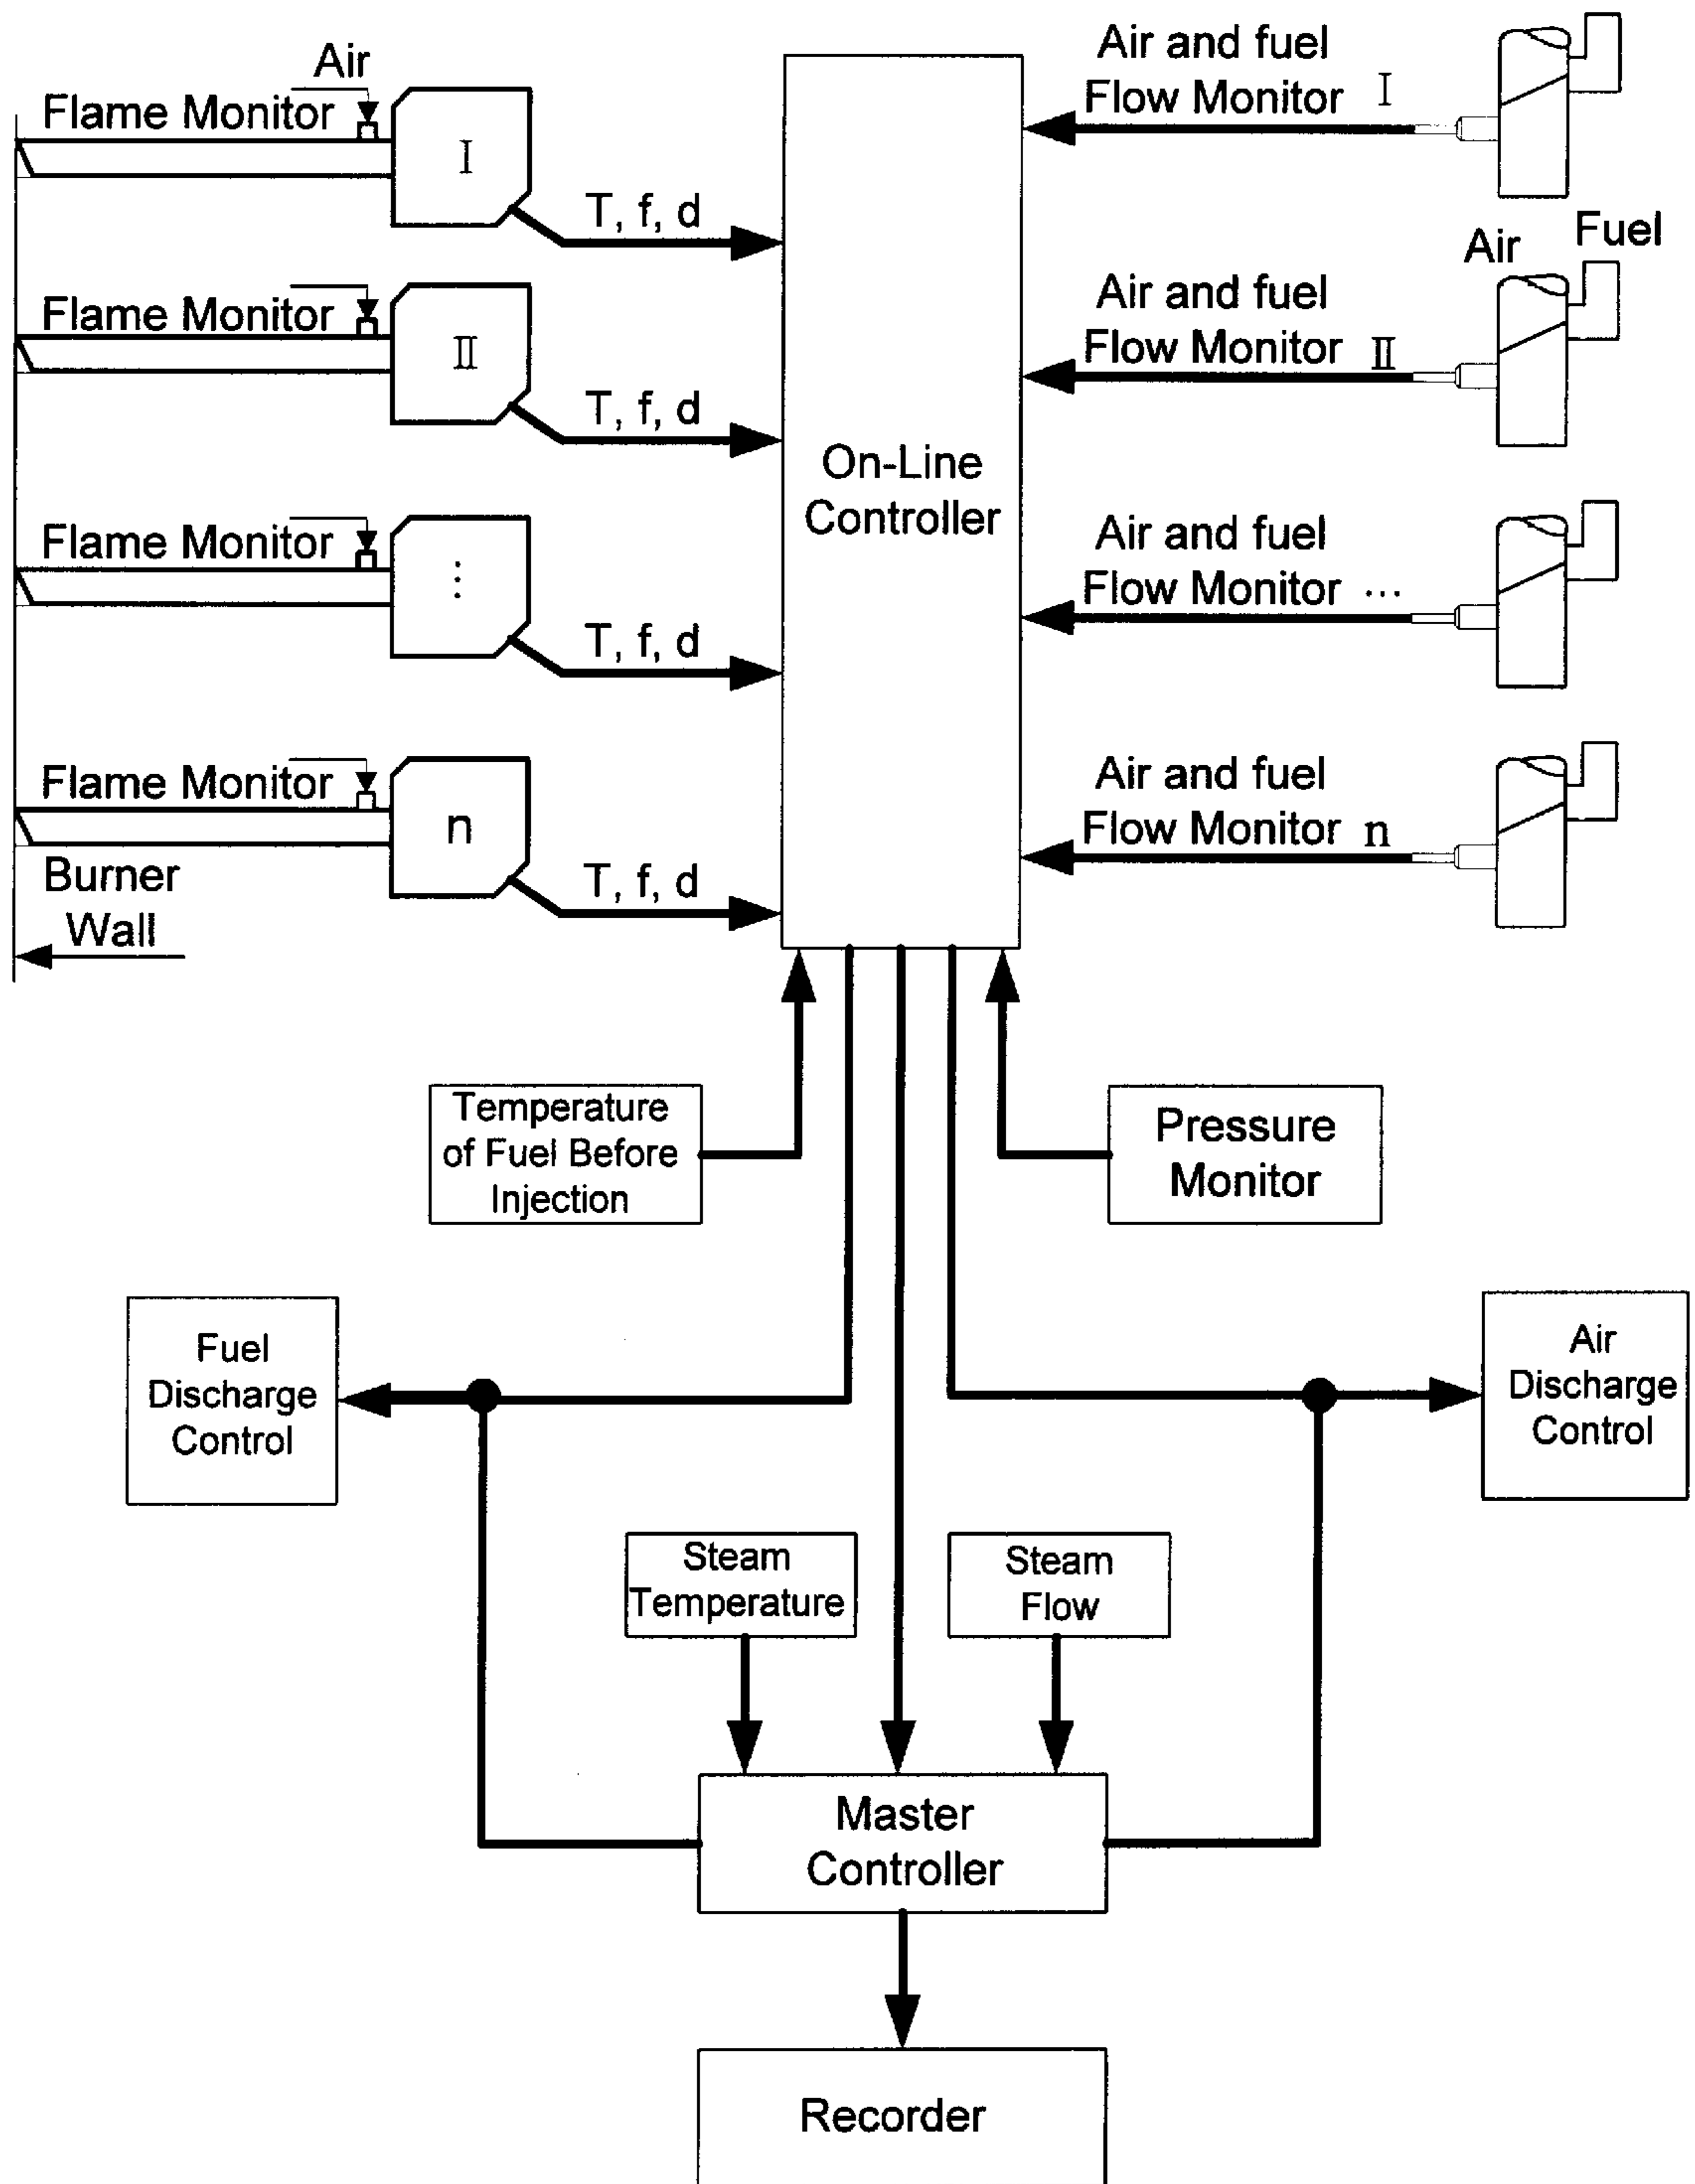 Air
Flame Monitor
I
T, f, d
Flame Monitor
II
T, f, d
Flame Monitor
⋮
T, f, d
Flame Monitor
n
T, f, d
Burner
Wall
On-Line
Controller
Air and fuel
Flow Monitor I
Air Fuel
Air and fuel
Flow Monitor II
Air and fuel
Flow Monitor ...
Air and fuel
Flow Monitor n
Temperature
of Fuel Before
Injection
Pressure
Monitor
Fuel
Discharge
Control
Air
Discharge
Control
Steam
Temperature
Steam
Flow
Master
Controller
Recorder